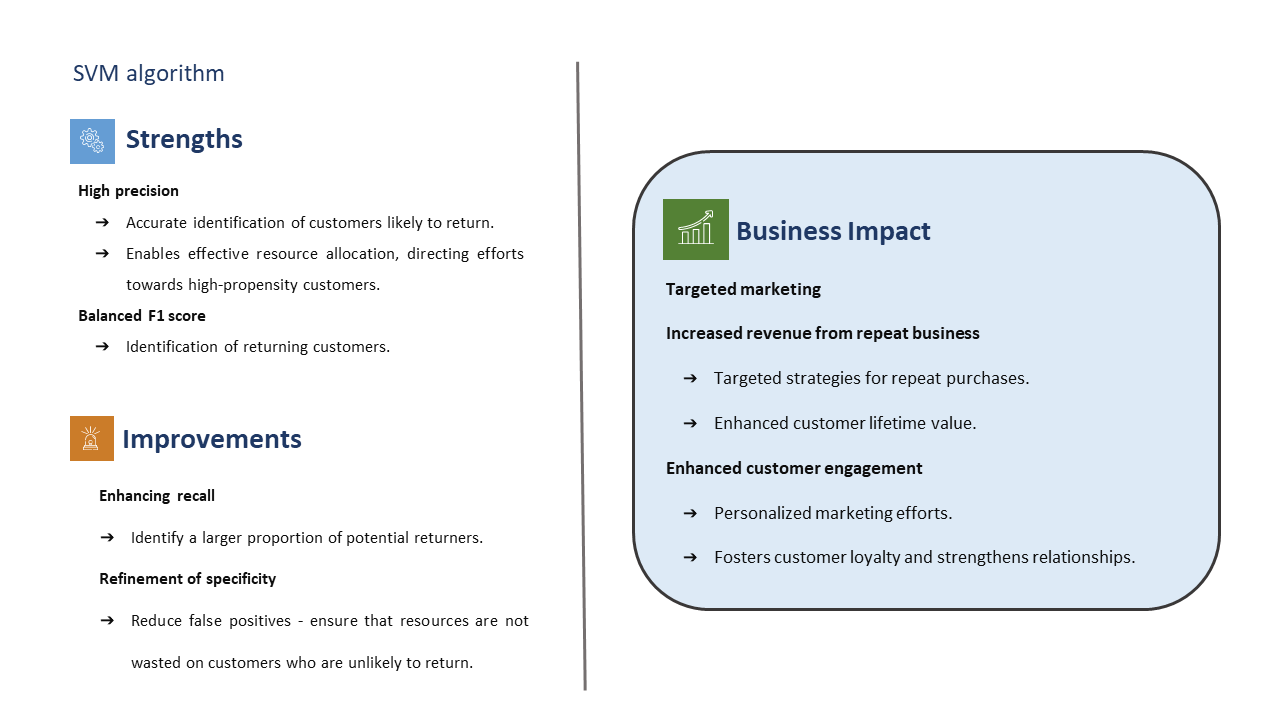 SVM algorithm
Strengths
High precision
➔ Accurate identification of customers likely to return.
➔ Enables effective resource allocation, directing efforts
towards high-propensity customers.
Balanced F1 score
➔ Identification of returning customers.
Improvements
Enhancing recall
➔ Identify a larger proportion of potential returners.
Refinement of specificity
➔ Reduce false positives - ensure that resources are not
wasted on customers who are unlikely to return.
Business Impact
Targeted marketing
Increased revenue from repeat business
➔ Targeted strategies for repeat purchases.
➔ Enhanced customer lifetime value.
Enhanced customer engagement
➔ Personalized marketing efforts.
➔ Fosters customer loyalty and strengthens relationships.